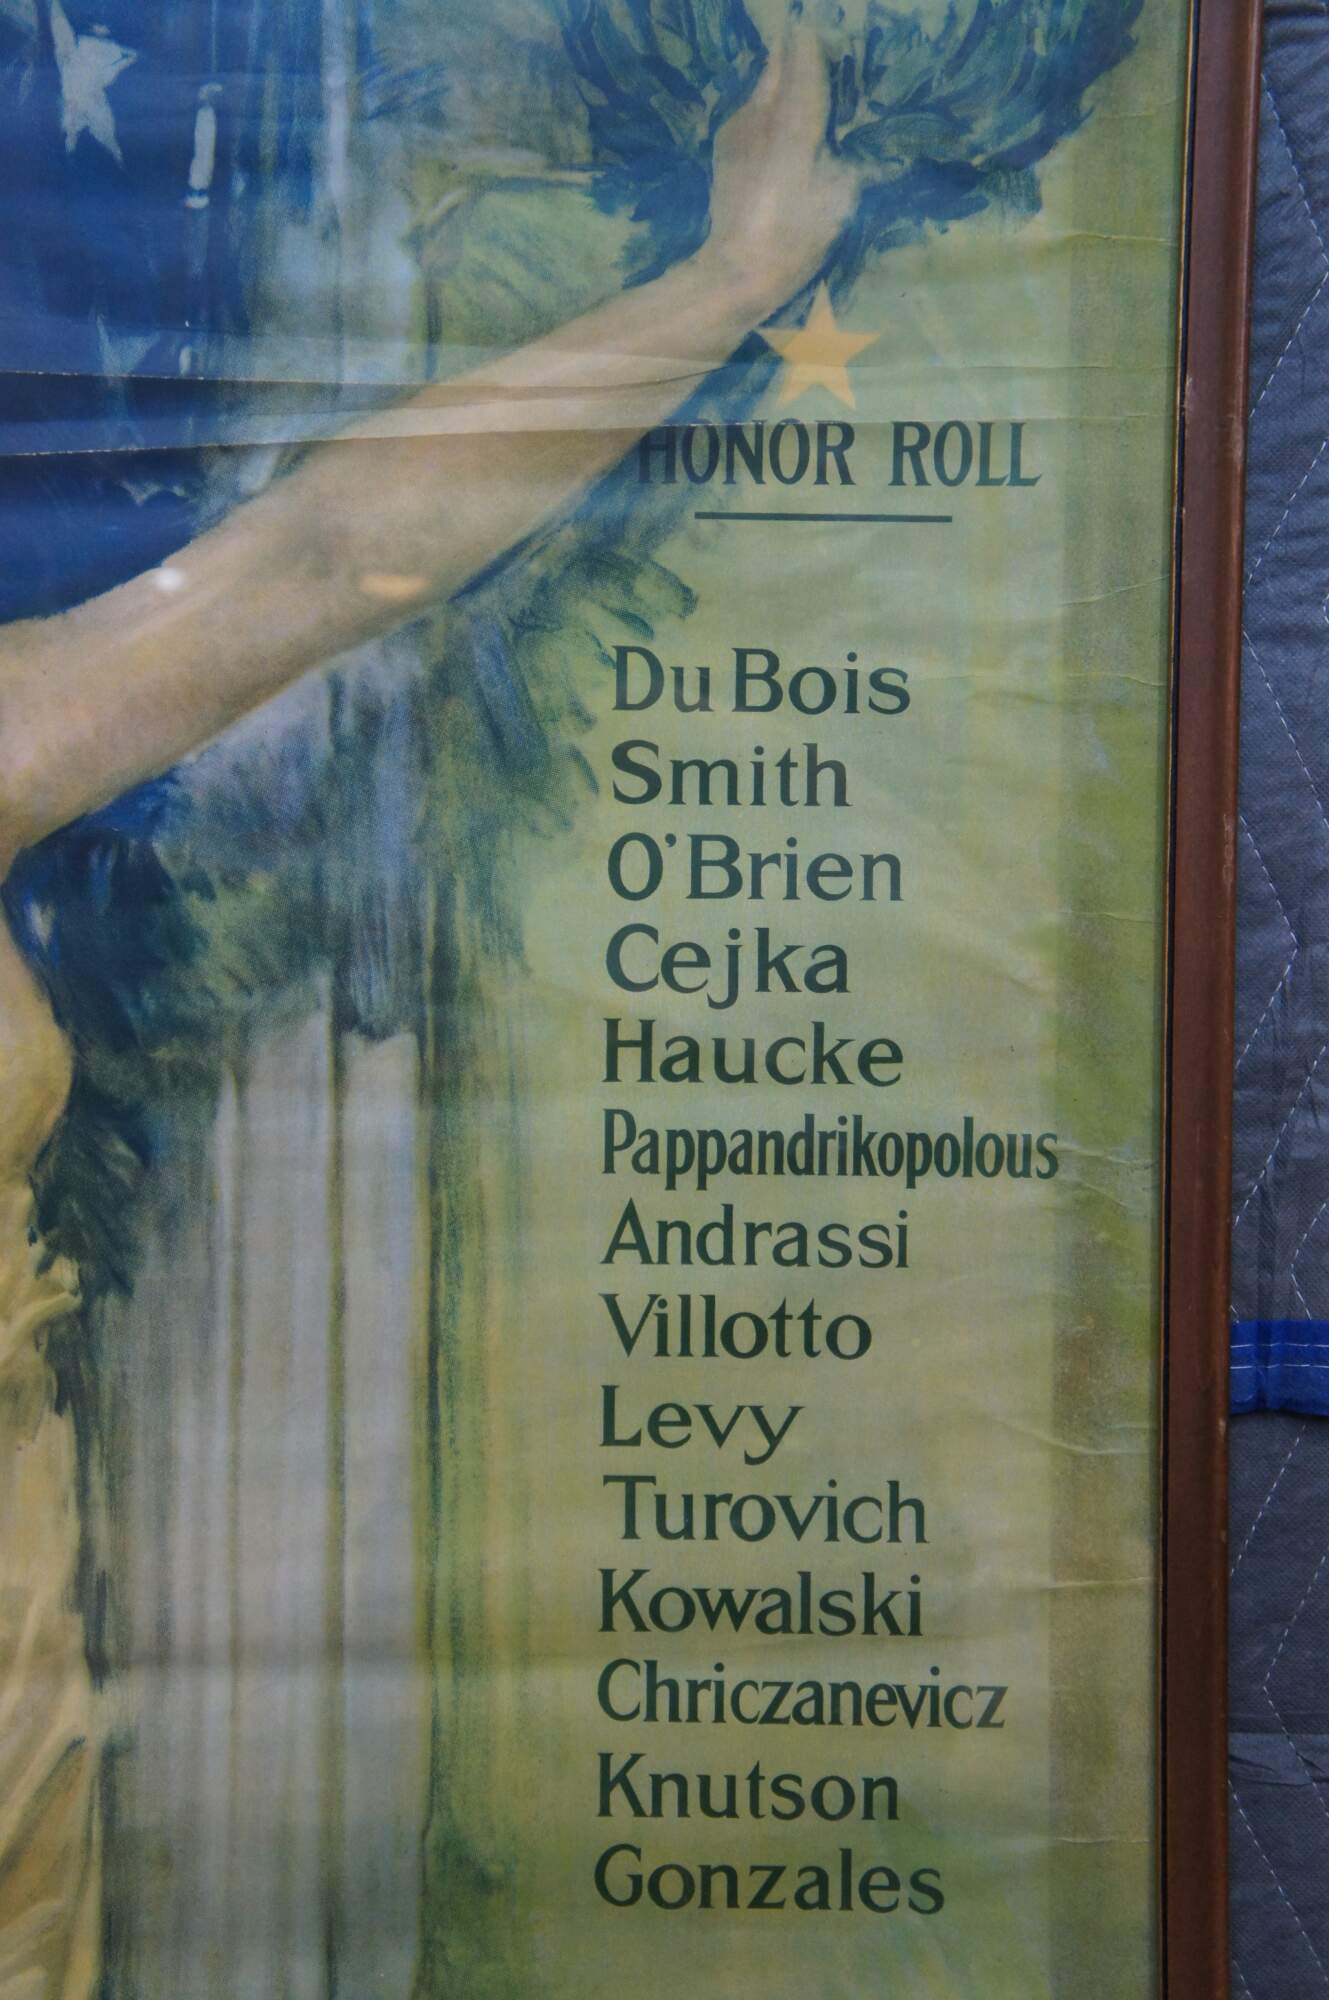 HONOR ROLL
Du Bois
Smith
O'Brien
Cejka
Haucke
Pappandrikopolous
Andrassi
Villotto
Levy
Turovich
Kowalski
Chriczanevicz
Knutson
Gonzales